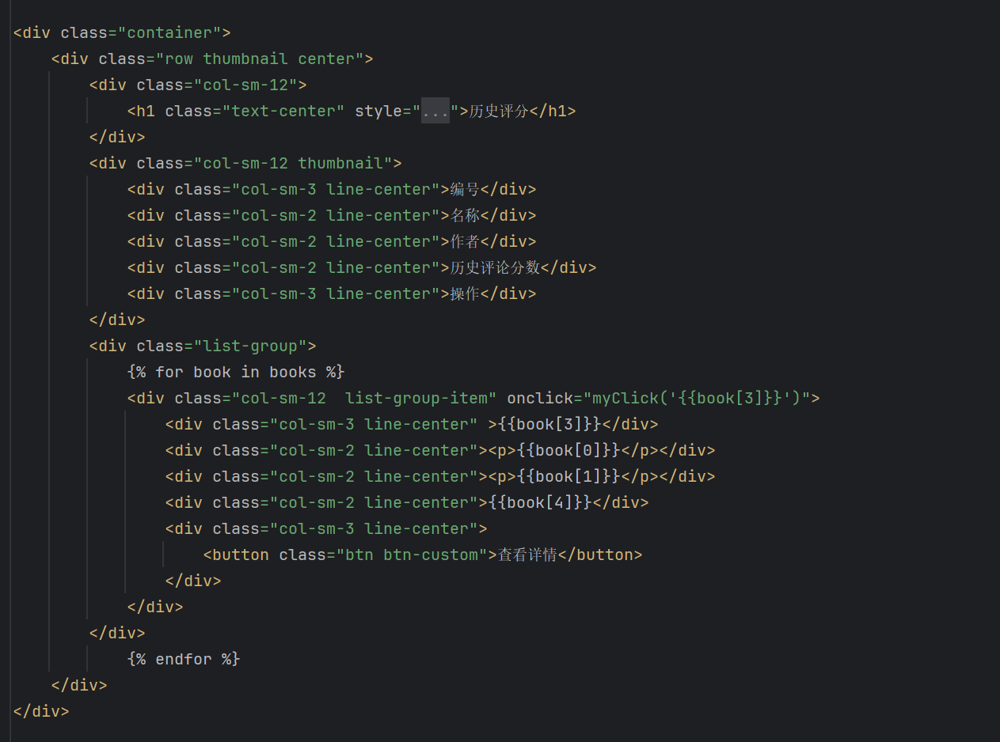 <div class="container">
    <div class="row thumbnail center">
        <div class="col-sm-12">
            <h1 class="text-center" style="...">历史评分</h1>
        </div>
        <div class="col-sm-12 thumbnail">
            <div class="col-sm-3 line-center">编号</div>
            <div class="col-sm-2 line-center">名称</div>
            <div class="col-sm-2 line-center">作者</div>
            <div class="col-sm-2 line-center">历史评论分数</div>
            <div class="col-sm-3 line-center">操作</div>
        </div>
        <div class="list-group">
            {% for book in books %}
            <div class="col-sm-12  list-group-item" onclick="myClick('{{book[3]}}')">
                <div class="col-sm-3 line-center" >{{book[3]}}</div>
                <div class="col-sm-2 line-center"><p>{{book[0]}}</p></div>
                <div class="col-sm-2 line-center"><p>{{book[1]}}</p></div>
                <div class="col-sm-2 line-center">{{book[4]}}</div>
                <div class="col-sm-3 line-center">
                    <button class="btn btn-custom">查看详情</button>
                </div>
            </div>
        </div>
            {% endfor %}
    </div>
</div>